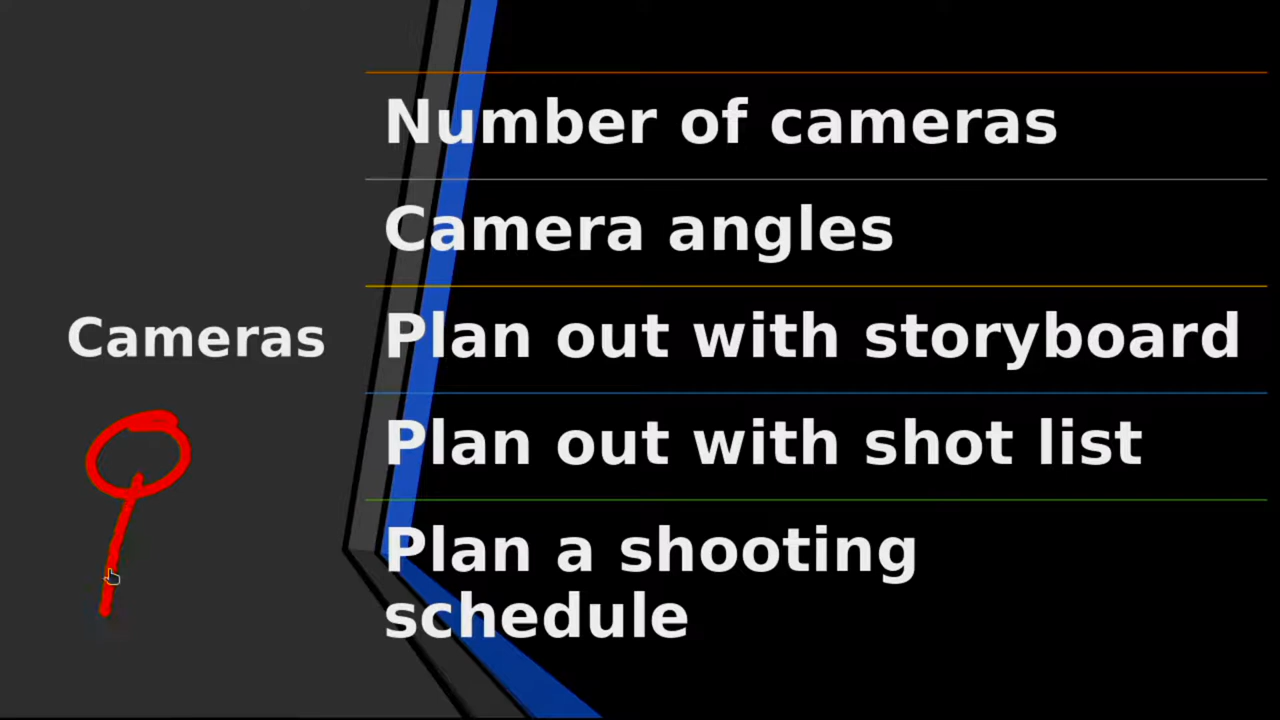 Cameras
Number of cameras
Camera angles
Plan out with storyboard
Plan out with shot list
Plan a shooting
schedule